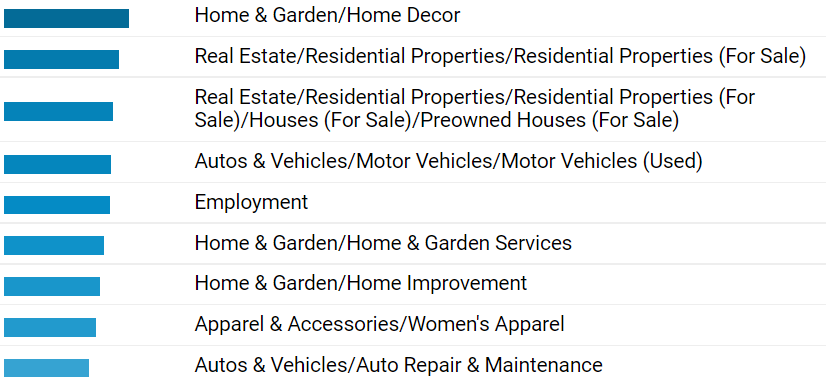 Home & Garden/Home Decor
Real Estate/Residential Properties/Residential Properties (For Sale)
Real Estate/Residential Properties/Residential Properties (For
Sale)/Houses (For Sale)/Preowned Houses (For Sale)
Autos & Vehicles/Motor Vehicles/Motor Vehicles (Used)
Employment
Home & Garden/Home & Garden Services
Home & Garden/Home Improvement
Apparel & Accessories/Women's Apparel
Autos & Vehicles/Auto Repair & Maintenance